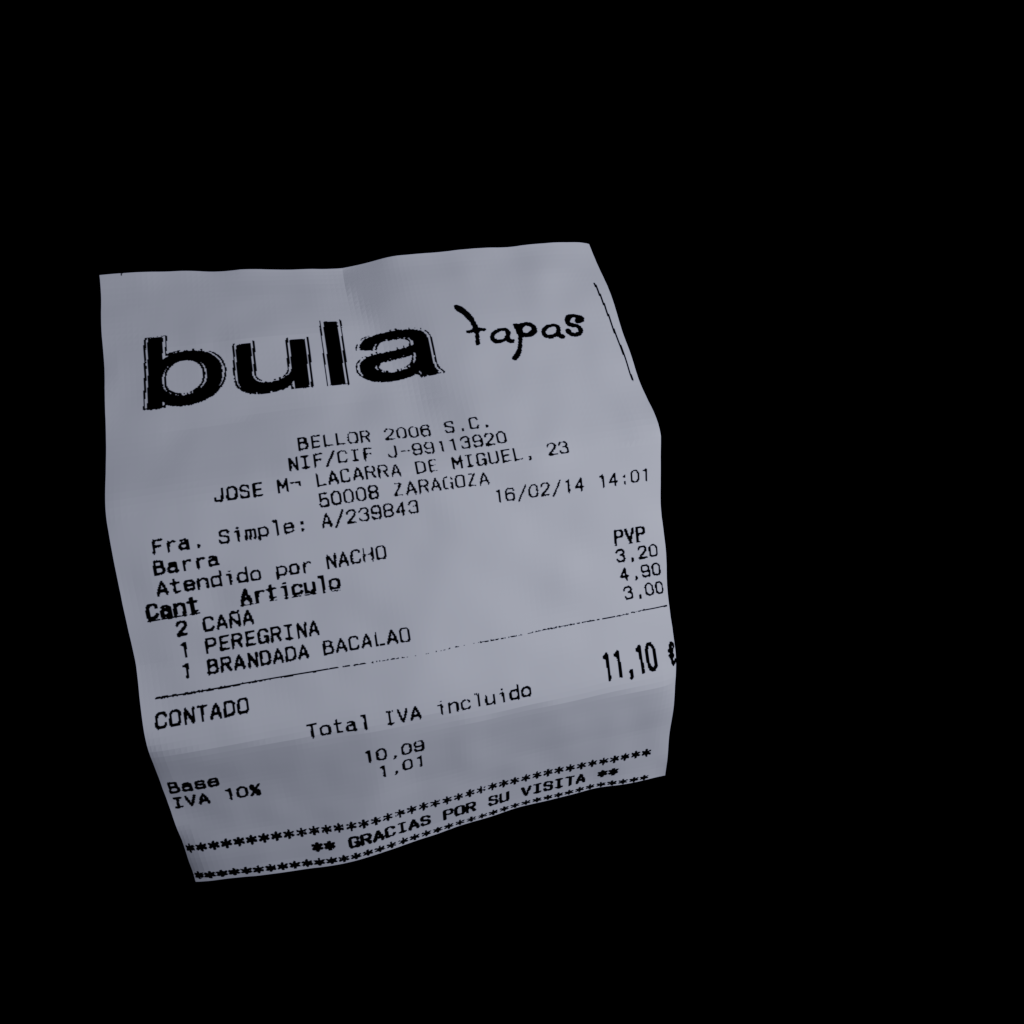 bula tapas
BELLOR 2006 S.C.
NIF/CIF J-99113920
JOSE M¬ LACARRA DE MIGUEL, 23
50008 ZARAGOZA
Fra. Simple: A/239843 16/02/14 14:01
Barra
Atendido por NACHO
Cant Articulo PVP
2 CAÑA 3,20
1 PEREGRINA 4,90
1 BRANDADA BACALAO 3,00
CONTADO 11,10 €
Total IVA incluido
Base 10,09
IVA 10% 1,01
****************************************
** GRACIAS POR SU VISITA **
****************************************